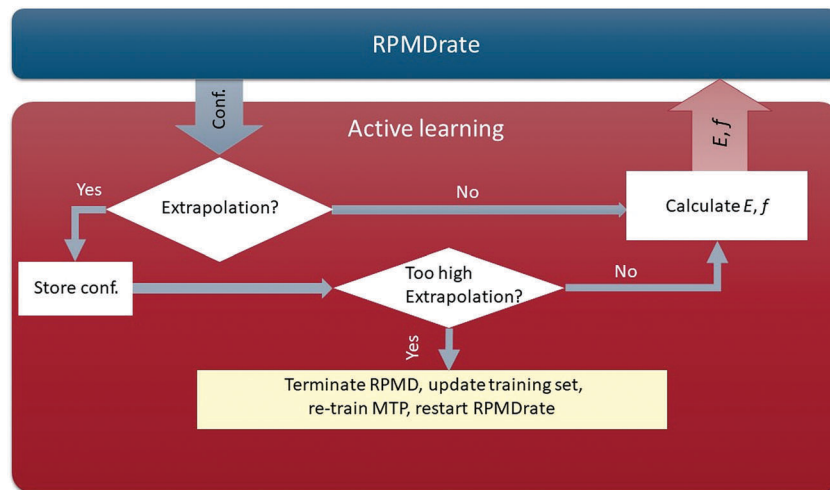 RPMDrate
Conf.
Active learning
E, f
Yes
Extrapolation?
No
Calculate E, f
Store conf.
Too high
Extrapolation?
No
Yes
Terminate RPMD, update training set,
re-train MTP, restart RPMDrate